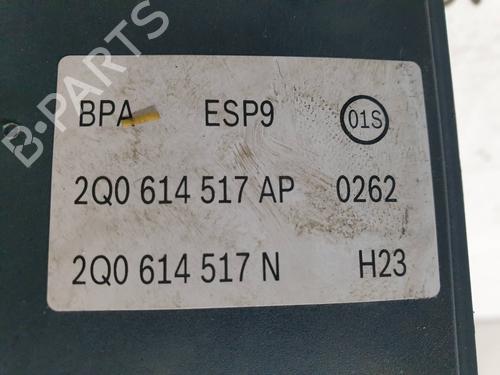 BPA ESP9 01S
2Q0 614 517 AP 0262
2Q0 614 517 N H23
B-PARTS